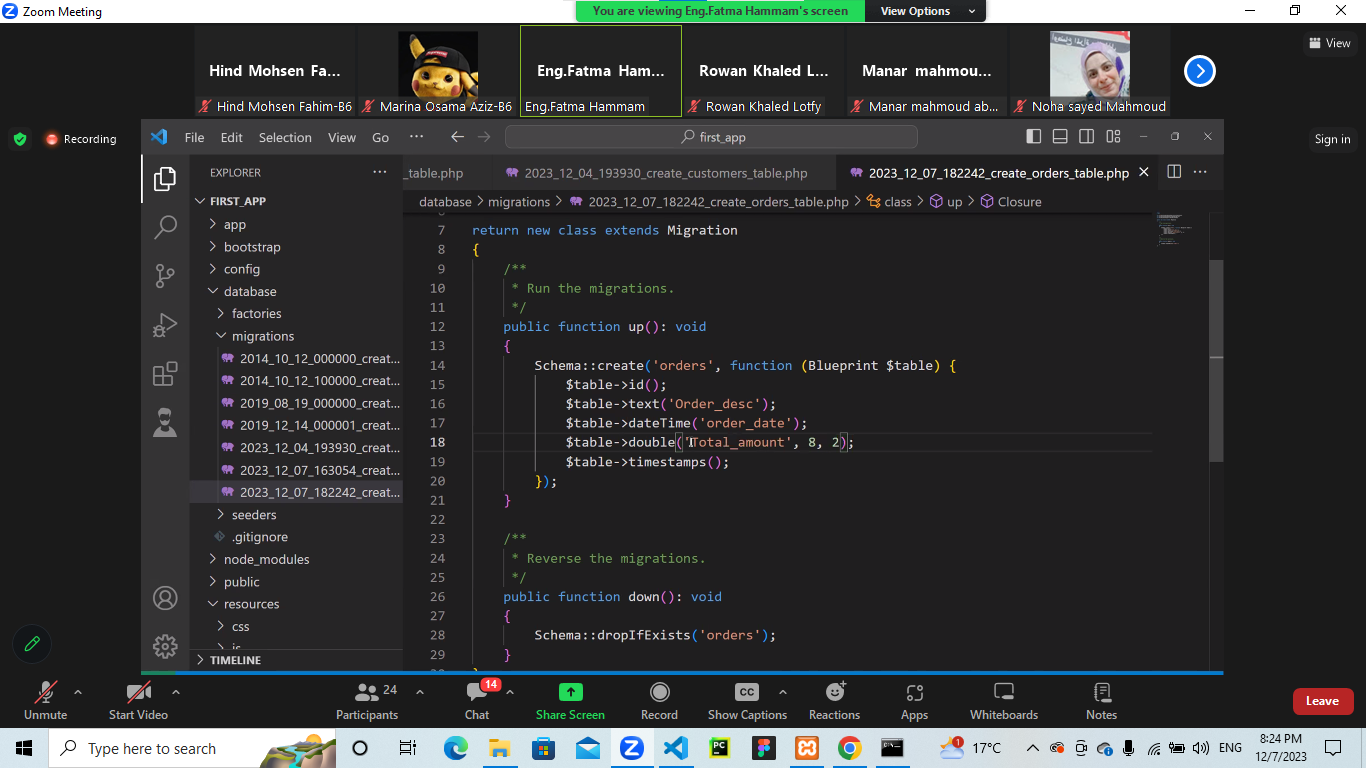 Zoom Meeting
You are viewing Eng.Fatma Hammam's screen
View Options
Hind Mohsen Fa...
Eng.Fatma Ham...
Rowan Khaled L...
Manar mahmou...
View
Hind Mohsen Fahim-B6
Marina Osama Aziz-B6
Eng.Fatma Hammam
Rowan Khaled Lotfy
Manar mahmoud ab...
Noha sayed Mahmoud
Recording
File Edit Selection View Go ...
first_app
Sign in
EXPLORER
_table.php
2023_12_04_193930_create_customers_table.php
2023_12_07_182242_create_orders_table.php
FIRST_APP
database > migrations > 2023_12_07_182242_create_orders_table.php > class > up > Closure
app
bootstrap
config
database
factories
migrations
2014_10_12_000000_creat...
2014_10_12_100000_creat...
2019_08_19_000000_creat...
2019_12_14_000001_creat...
2023_12_04_193930_creat...
2023_12_07_163054_creat...
2023_12_07_182242_creat...
seeders
.gitignore
node_modules
public
resources
css
TIMELINE
7 return new class extends Migration
8 {
9 /**
10 * Run the migrations.
11 */
12 public function up(): void
13 {
14 Schema::create('orders', function (Blueprint $table) {
15 $table->id();
16 $table->text('Order_desc');
17 $table->dateTime('order_date');
18 $table->double('Total_amount', 8, 2);
19 $table->timestamps();
20 });
21 }
22
23 /**
24 * Reverse the migrations.
25 */
26 public function down(): void
27 {
28 Schema::dropIfExists('orders');
29 }
Unmute
Start Video
24
Participants
14
Chat
Share Screen
Record
CC
Show Captions
Reactions
Apps
Whiteboards
Notes
Leave
Type here to search
PC
1
17°C
ENG
8:24 PM
12/7/2023